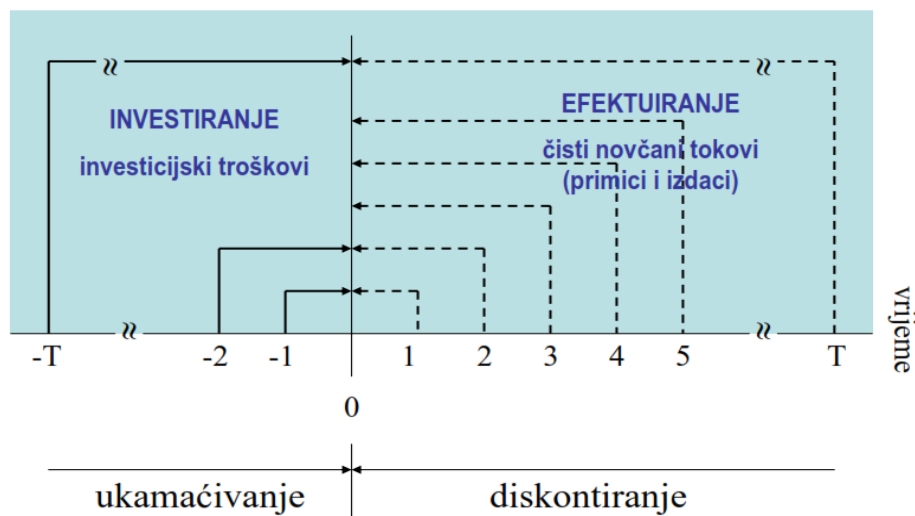 INVESTIRANJE
investicijski troškovi
EFEKTUIRANJE
čisti novčani tokovi
(primici i izdaci)
vrijeme
-T
-2
-1
0
1
2
3
4
5
T
ukamaćivanje
diskontiranje